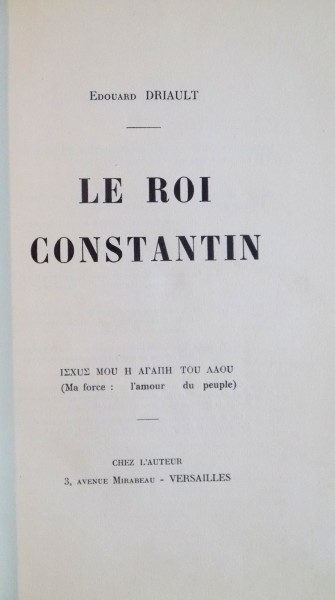 Edouard DRIAULT
LE ROI
CONSTANTIN
ΙΣΧΥΣ ΜΟΥ Η ΑΓΑΠΗ ΤΟΥ ΛΑΟΥ
(Ma force : l'amour du peuple)
CHEZ L'AUTEUR
3, avenue Mirabeau - VERSAILLES